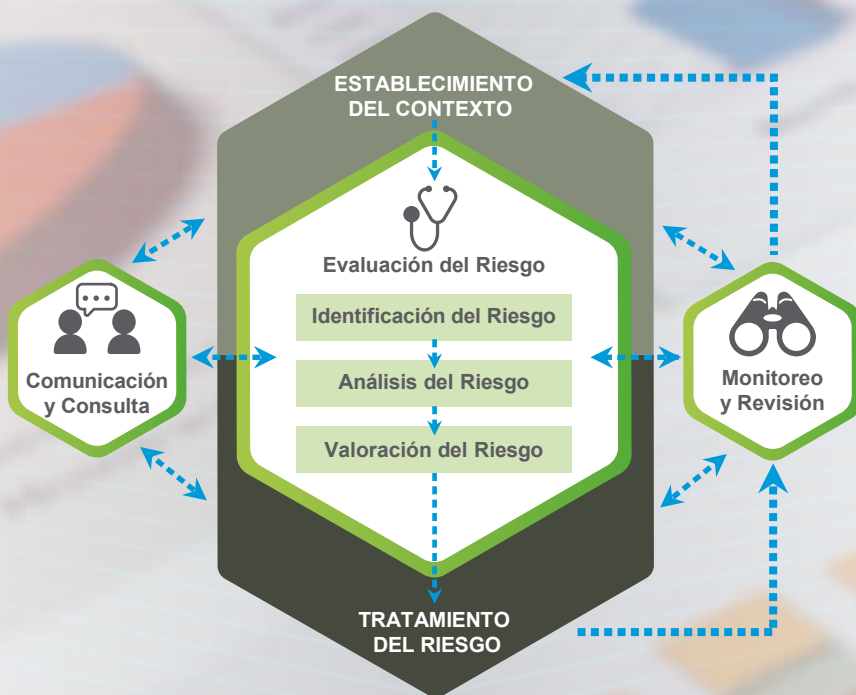 ESTABLECIMIENTO
DEL CONTEXTO
Evaluación del Riesgo
Identificación del Riesgo
Análisis del Riesgo
Valoración del Riesgo
Comunicación
y Consulta
Monitoreo
y Revisión
TRATAMIENTO
DEL RIESGO